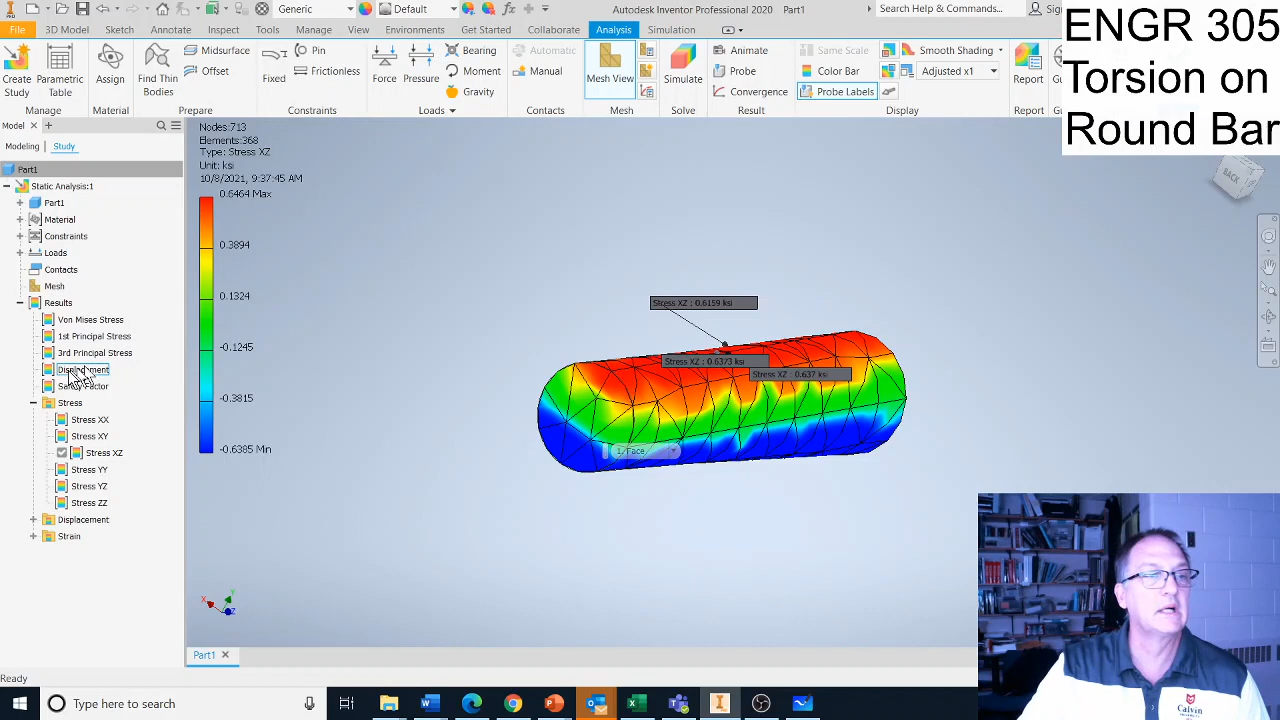 Generic
Default
Autodesk Inventor Professional 2020 Part1
Search Help & Commands...
PRO
File 3D Model Sketch Annotate Inspect Tools Manage View Environments Get Started Collaborate Analysis Simulation
Create Study
Parametric Table
Assign
Find Thin Bodies
Midsurface
Offset
Fixed
Pin
Frictionless
Force
Pressure
Bearing
Moment
Gravity
Automatic
Manual
Mesh View
Simulate
Animate
Probe
Convergence
Same Scale
Color Bar
Probe Labels
Smooth Shading
Adjusted x1
Report
Manage Material Prepare Constraints Loads Contacts Mesh Solve Result Display Report
ENGR 305
Torsion on
Round Bar
Model
Modeling Study
Part1
Static Analysis:1
Part1
Material
Constraints
Loads
Contacts
Mesh
Results
Von Mises Stress
1st Principal Stress
3rd Principal Stress
Stress
Stress XX
Stress XY
Stress XZ
Stress YY
Stress YZ
Stress ZZ
Displacement
Strain
Nodes:713
Elements:368
Type: Stress XZ
Unit: ksi
10/8/2021, 9:37:45 AM
0.6464 Max
0.3894
0.1324
-0.1245
-0.3815
-0.6385 Min
Stress XZ : 0.6159 ksi
Stress XZ : 0.6373 ksi
Stress XZ : 0.637 ksi
1. Face
BACK
X Y Z
Part1
Ready
Type here to search
Calvin